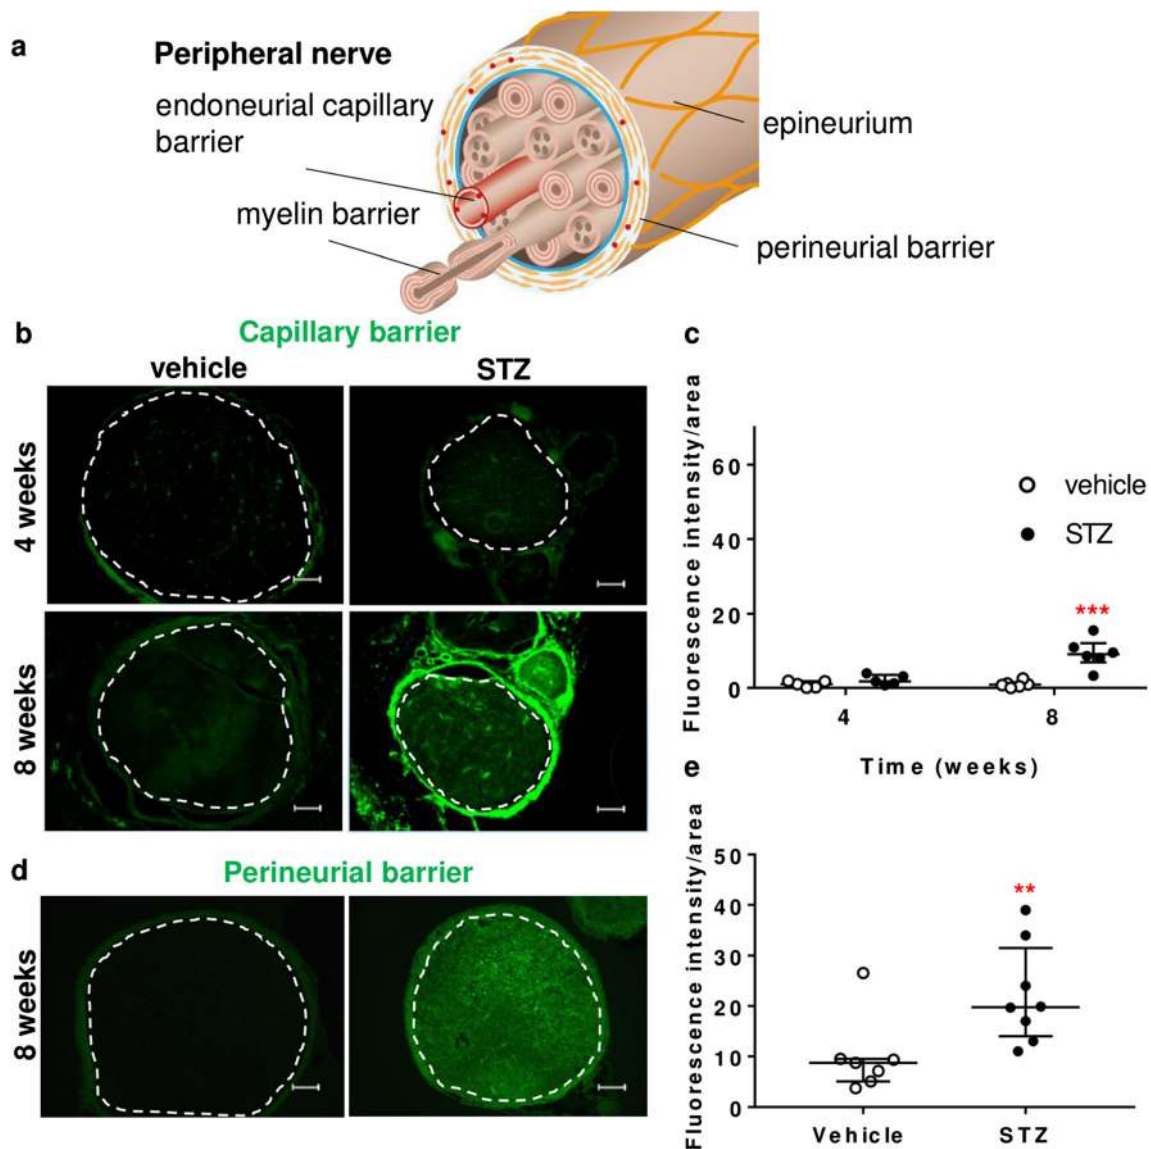 a
Peripheral nerve
endoneurial capillary
barrier
myelin barrier
epineurium
perineurial barrier
b
Capillary barrier
vehicle
STZ
4 weeks
8 weeks
c
Fluorescence intensity/area
60
40
20
0
vehicle
STZ
***
4
8
Time (weeks)
d
Perineurial barrier
8 weeks
e
Fluorescence intensity/area
50
40
30
20
10
0
**
Vehicle
STZ